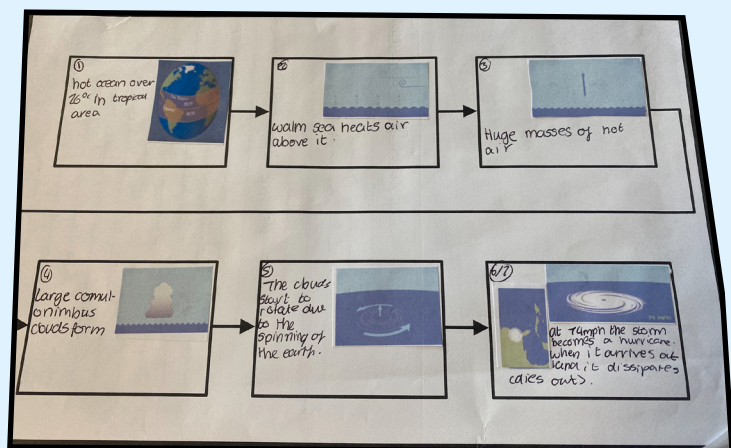 ①
hot ocean over
26°c in tropical
area
②
warm sea heats air
above it.
③
Huge masses of hot
air
④
Large comul-
onimbus
clouds form
⑤
The clouds
start to
rotate due
to the
spinning of
the earth.
6/7
at 74mph the storm
becomes a hurricane.
when it arrives at
land it dissipates
(dies out).